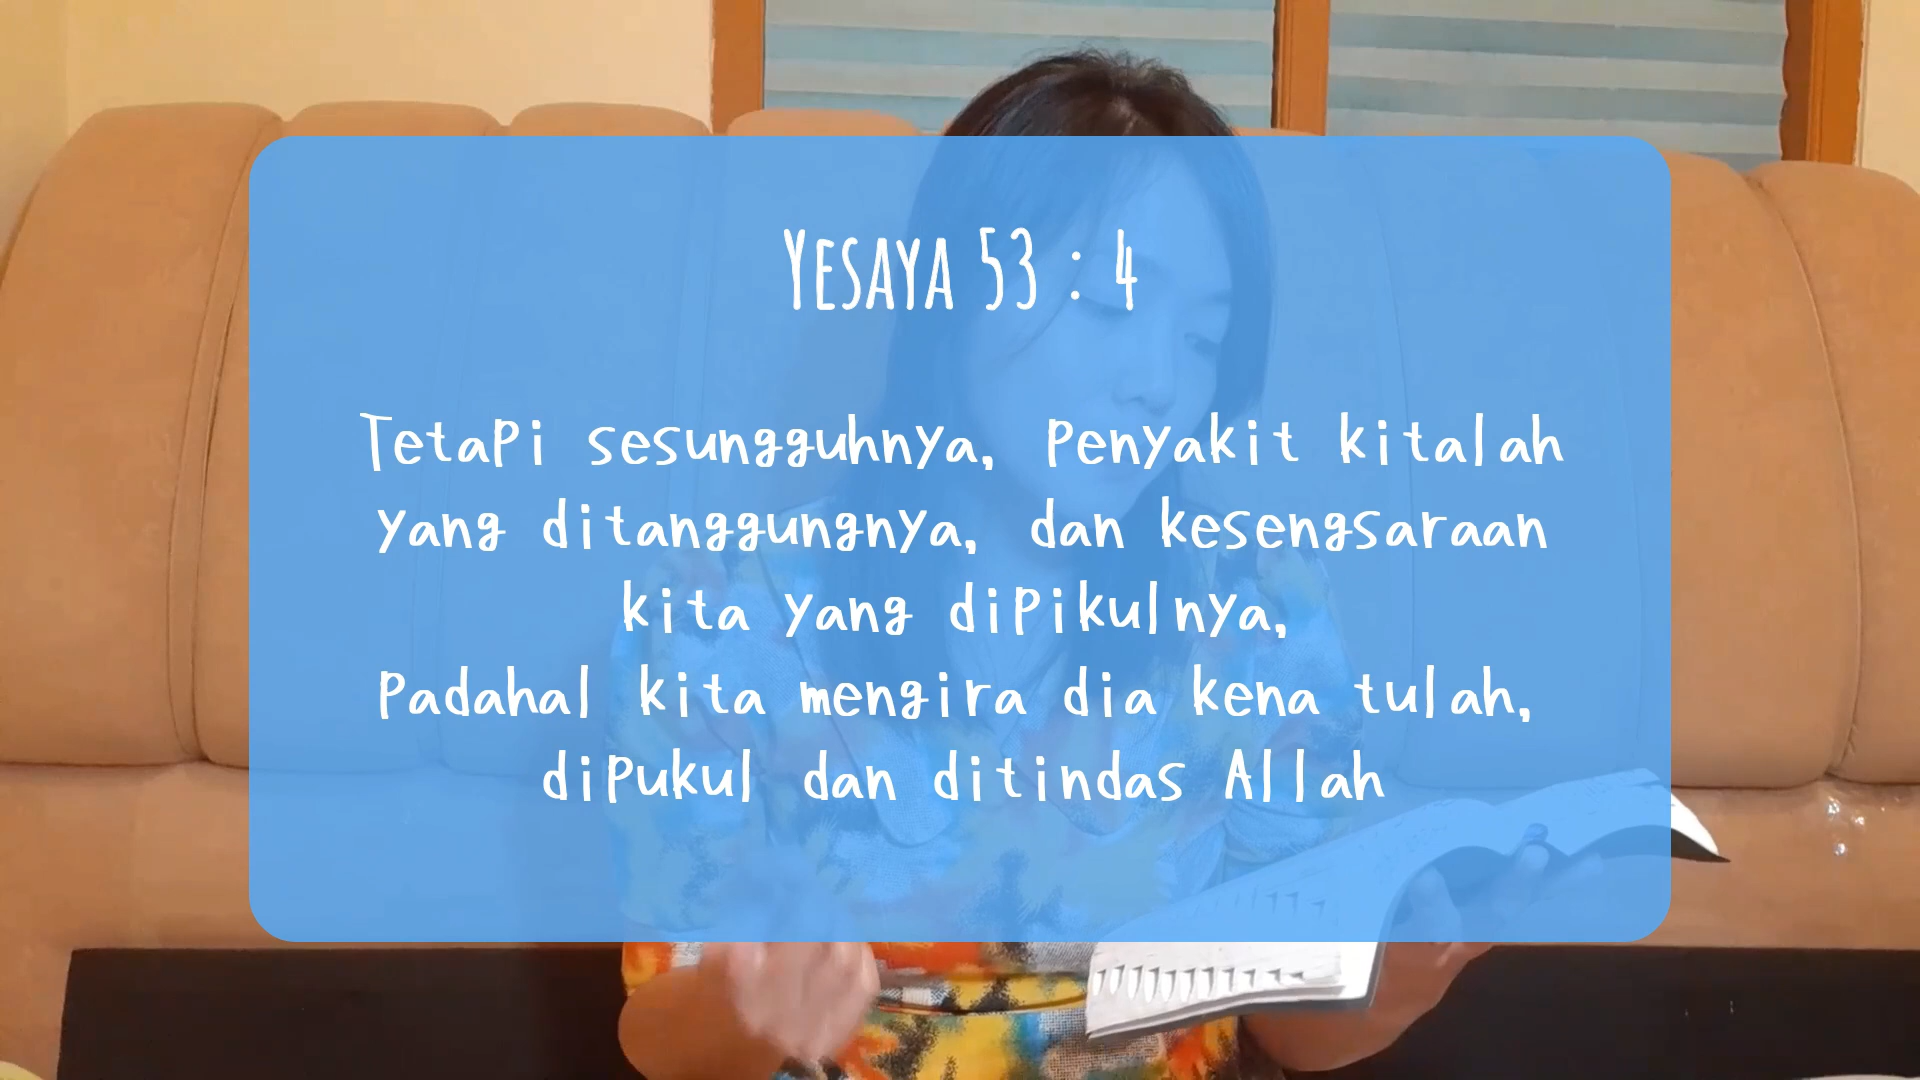 Yesaya 53 : 4
Tetapi sesungguhnya, penyakit kitalah
yang ditanggungnya, dan kesengsaraan
kita yang dipikulnya,
padahal kita mengira dia kena tulah,
dipukul dan ditindas Allah